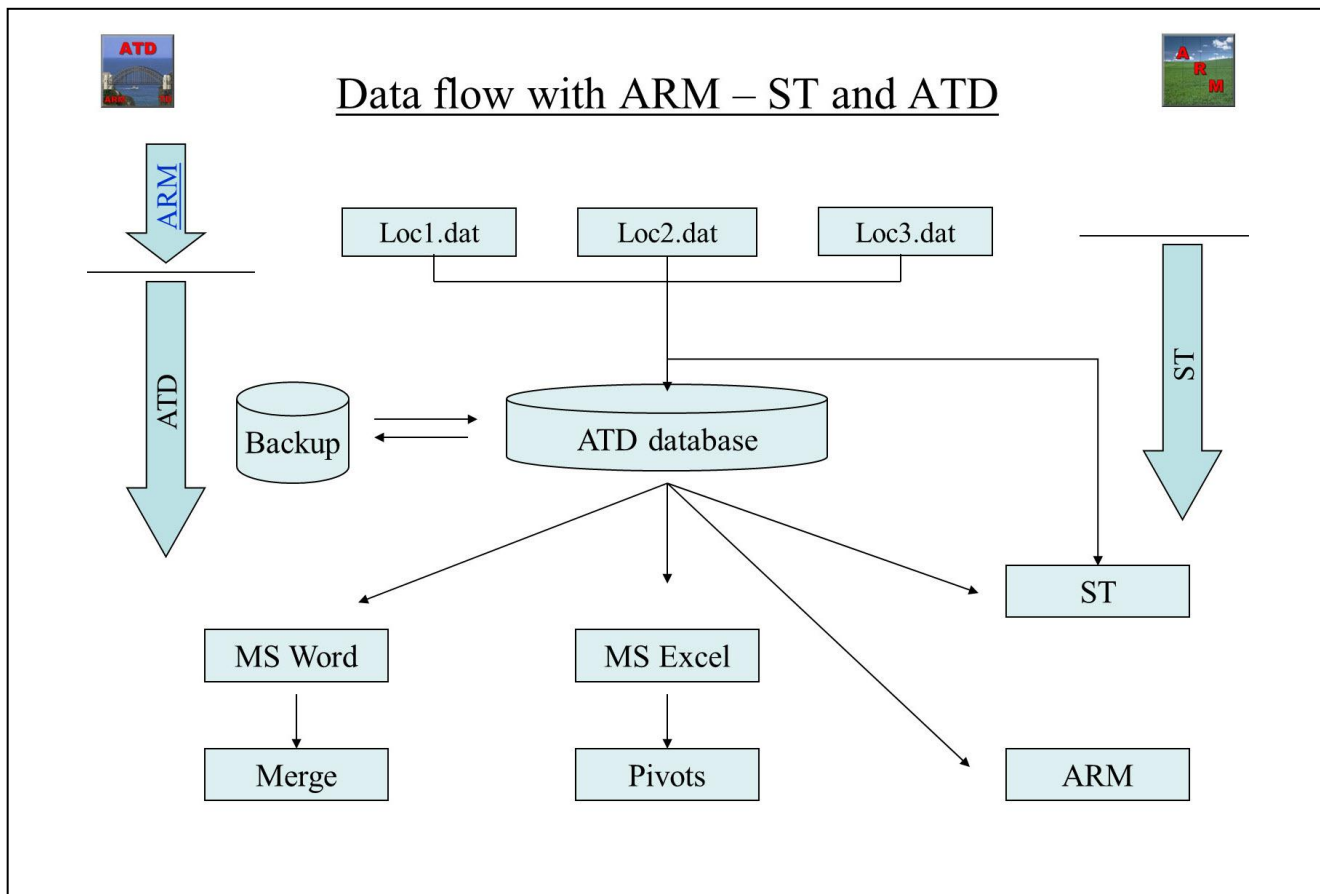 ATD
ARM
Data flow with ARM – ST and ATD
A
R
M
ARM
Loc1.dat
Loc2.dat
Loc3.dat
ATD
ST
Backup
ATD database
ST
MS Word
MS Excel
Merge
Pivots
ARM